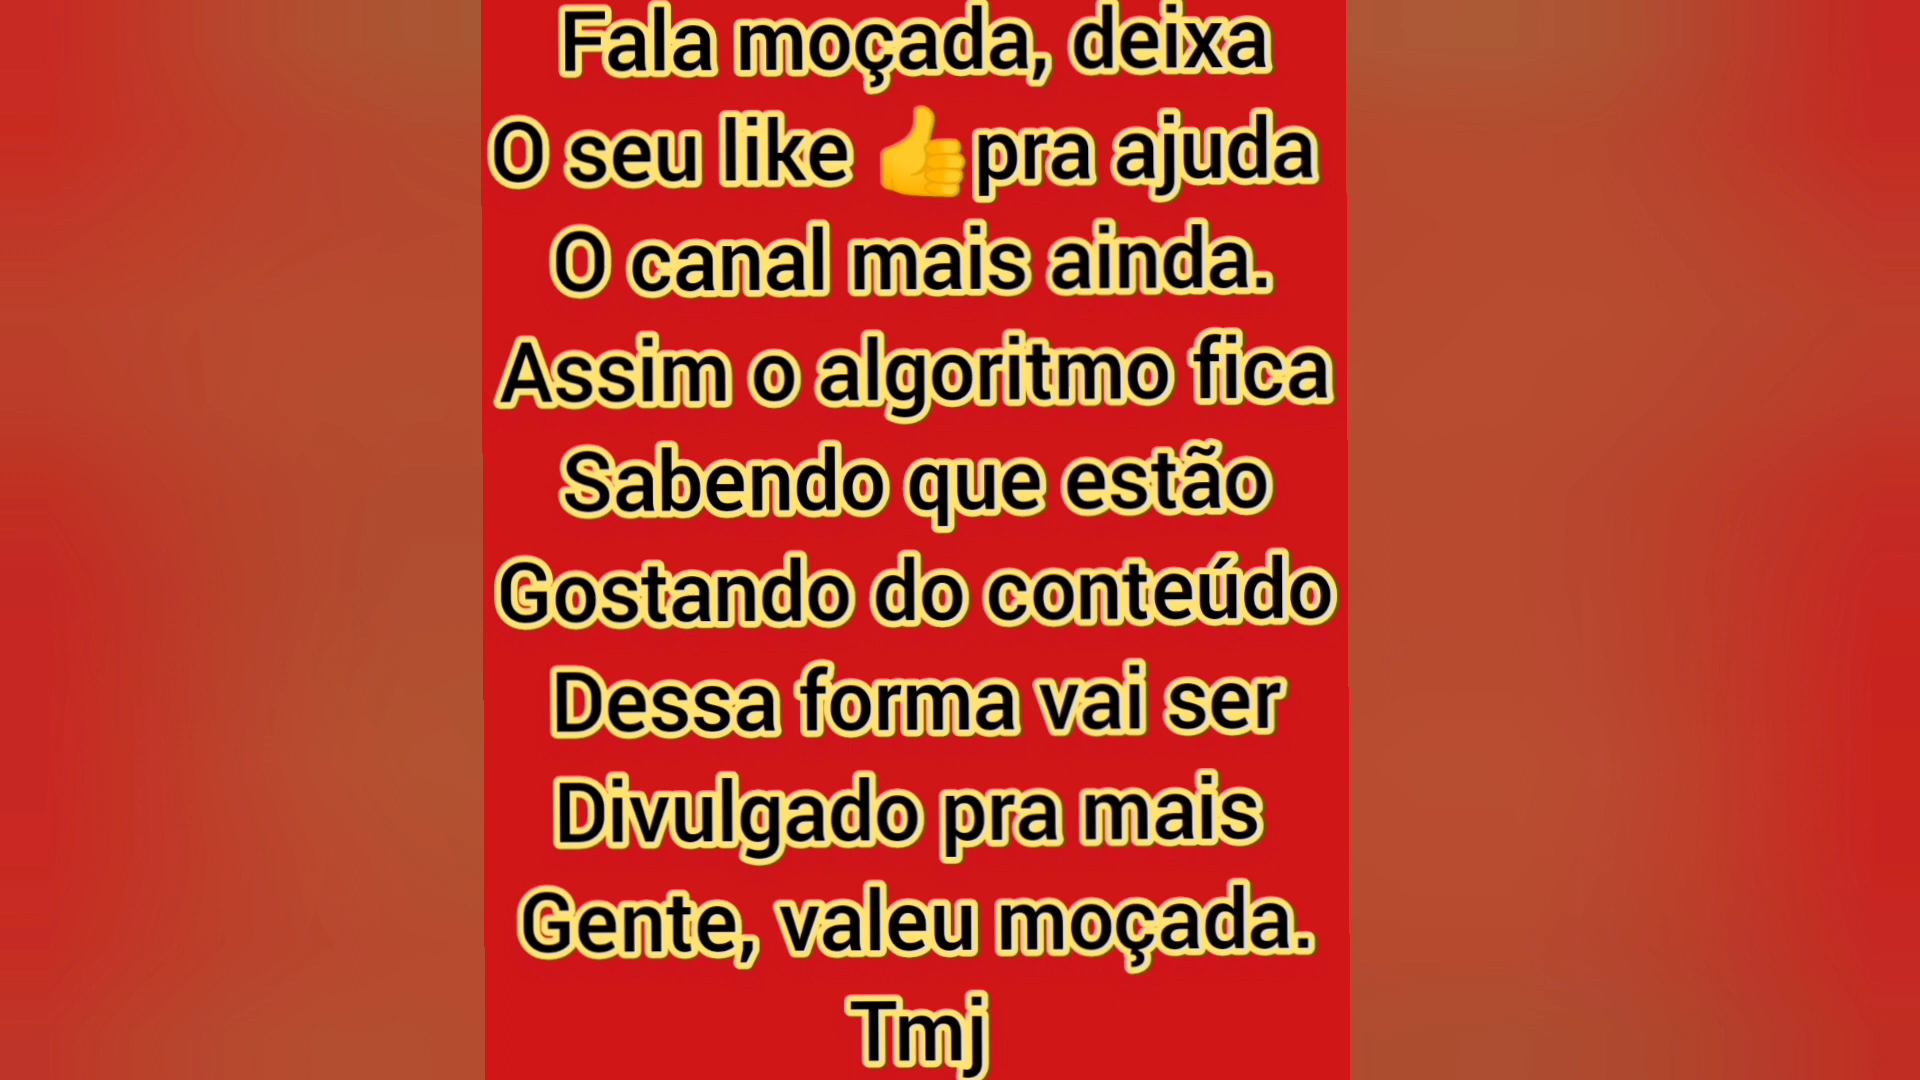 Fala moçada, deixa
O seu like 👍pra ajuda
O canal mais ainda.
Assim o algoritmo fica
Sabendo que estão
Gostando do conteúdo
Dessa forma vai ser
Divulgado pra mais
Gente, valeu moçada.
Tmj